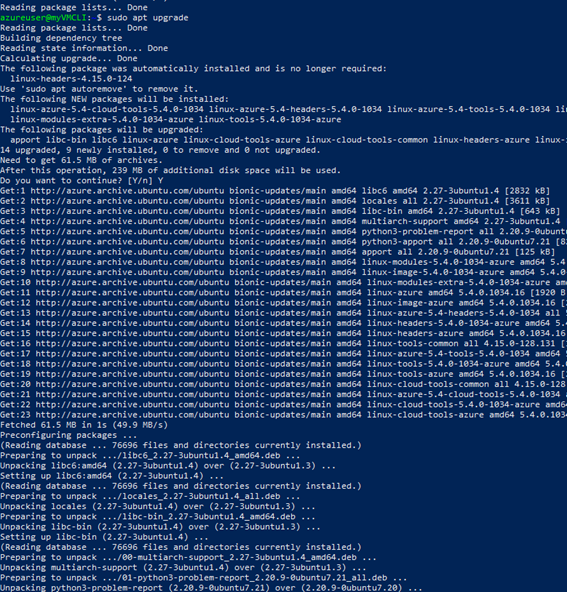 Reading package lists... Done
azureuser@myVMCLI: $ sudo apt upgrade
Reading package lists... Done
Building dependency tree
Reading state information... Done
Calculating upgrade... Done
The following package was automatically installed and is no longer required:
linux-headers-4.15.0-124
Use 'sudo apt autoremove' to remove it.
The following NEW packages will be installed:
linux-azure-5.4-cloud-tools-5.4.0-1034 linux-azure-5.4-headers-5.4.0-1034 linux-azure-5.4-tools-5.4.0-1034 li
linux-modules-extra-5.4.0-1034-azure linux-tools-5.4.0-1034-azure
The following packages will be upgraded:
apport libc-bin libc6 linux-azure linux-cloud-tools-azure linux-cloud-tools-common linux-headers-azure linux-
14 upgraded, 9 newly installed, 0 to remove and 0 not upgraded.
Need to get 61.5 MB of archives.
After this operation, 239 MB of additional disk space will be used.
Do you want to continue? [Y/n] Y
Get:1 http://azure.archive.ubuntu.com/ubuntu bionic-updates/main amd64 libc6 amd64 2.27-3ubuntu1.4 [2832 kB]
Get:2 http://azure.archive.ubuntu.com/ubuntu bionic-updates/main amd64 locales all 2.27-3ubuntu1.4 [3611 kB]
Get:3 http://azure.archive.ubuntu.com/ubuntu bionic-updates/main amd64 libc-bin amd64 2.27-3ubuntu1.4 [643 kB]
Get:4 http://azure.archive.ubuntu.com/ubuntu bionic-updates/main amd64 multiarch-support amd64 2.27-3ubuntu1.4
Get:5 http://azure.archive.ubuntu.com/ubuntu bionic-updates/main amd64 python3-problem-report all 2.20.9-0ubuntu
Get:6 http://azure.archive.ubuntu.com/ubuntu bionic-updates/main amd64 python3-apport all 2.20.9-0ubuntu7.21 [82
Get:7 http://azure.archive.ubuntu.com/ubuntu bionic-updates/main amd64 apport all 2.20.9-0ubuntu7.21 [125 kB]
Get:8 http://azure.archive.ubuntu.com/ubuntu bionic-updates/main amd64 linux-modules-5.4.0-1034-azure amd64 5.4.
Get:9 http://azure.archive.ubuntu.com/ubuntu bionic-updates/main amd64 linux-image-5.4.0-1034-azure amd64 5.4.0-
Get:10 http://azure.archive.ubuntu.com/ubuntu bionic-updates/main amd64 linux-modules-extra-5.4.0-1034-azure amd
Get:11 http://azure.archive.ubuntu.com/ubuntu bionic-updates/main amd64 linux-azure amd64 5.4.0.1034.16 [1920 B
Get:12 http://azure.archive.ubuntu.com/ubuntu bionic-updates/main amd64 linux-image-azure amd64 5.4.0.1034.16 [
Get:13 http://azure.archive.ubuntu.com/ubuntu bionic-updates/main amd64 linux-azure-5.4-headers-5.4.0-1034 all 5
Get:14 http://azure.archive.ubuntu.com/ubuntu bionic-updates/main amd64 linux-headers-5.4.0-1034-azure amd64 5.4
Get:15 http://azure.archive.ubuntu.com/ubuntu bionic-updates/main amd64 linux-headers-azure amd64 5.4.0.1034.16
Get:16 http://azure.archive.ubuntu.com/ubuntu bionic-updates/main amd64 linux-tools-common all 4.15.0-128.131 [
Get:17 http://azure.archive.ubuntu.com/ubuntu bionic-updates/main amd64 linux-azure-5.4-tools-5.4.0-1034 amd64 5
Get:18 http://azure.archive.ubuntu.com/ubuntu bionic-updates/main amd64 linux-tools-5.4.0-1034-azure amd64 5.4.0
Get:19 http://azure.archive.ubuntu.com/ubuntu bionic-updates/main amd64 linux-tools-azure amd64 5.4.0.1034.16 [
Get:20 http://azure.archive.ubuntu.com/ubuntu bionic-updates/main amd64 linux-cloud-tools-common all 4.15.0-128
Get:21 http://azure.archive.ubuntu.com/ubuntu bionic-updates/main amd64 linux-azure-5.4-cloud-tools-5.4.0-1034 a
Get:22 http://azure.archive.ubuntu.com/ubuntu bionic-updates/main amd64 linux-cloud-tools-5.4.0-1034-azure amd64
Get:23 http://azure.archive.ubuntu.com/ubuntu bionic-updates/main amd64 linux-cloud-tools-azure amd64 5.4.0.1034
Fetched 61.5 MB in 1s (49.9 MB/s)
Preconfiguring packages ...
(Reading database ... 76696 files and directories currently installed.)
Preparing to unpack .../libc6_2.27-3ubuntu1.4_amd64.deb ...
Unpacking libc6:amd64 (2.27-3ubuntu1.4) over (2.27-3ubuntu1.3) ...
Setting up libc6:amd64 (2.27-3ubuntu1.4) ...
(Reading database ... 76696 files and directories currently installed.)
Preparing to unpack .../locales_2.27-3ubuntu1.4_all.deb ...
Unpacking locales (2.27-3ubuntu1.4) over (2.27-3ubuntu1.3) ...
Preparing to unpack .../libc-bin_2.27-3ubuntu1.4_amd64.deb ...
Unpacking libc-bin (2.27-3ubuntu1.4) over (2.27-3ubuntu1.3) ...
Setting up libc-bin (2.27-3ubuntu1.4) ...
(Reading database ... 76696 files and directories currently installed.)
Preparing to unpack .../00-multiarch-support_2.27-3ubuntu1.4_amd64.deb ...
Unpacking multiarch-support (2.27-3ubuntu1.4) over (2.27-3ubuntu1.3) ...
Preparing to unpack .../01-python3-problem-report_2.20.9-0ubuntu7.21_all.deb ...
Unpacking python3-problem-report (2.20.9-0ubuntu7.21) over (2.20.9-0ubuntu7.20) ...